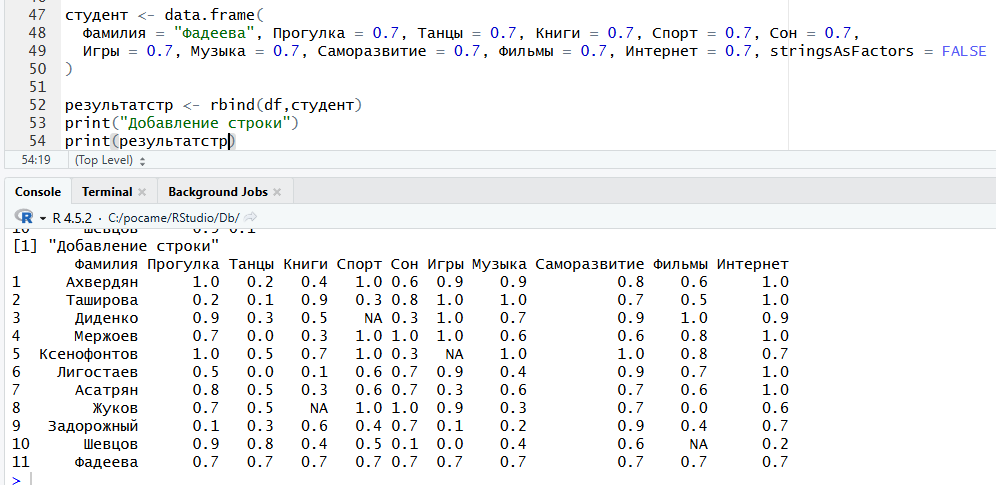 47 студент <- data.frame(
48 Фамилия = "Фадеева", Прогулка = 0.7, Танцы = 0.7, Книги = 0.7, Спорт = 0.7, Сон = 0.7,
49 Игры = 0.7, Музыка = 0.7, Саморазвитие = 0.7, Фильмы = 0.7, Интернет = 0.7, stringsAsFactors = FALSE
50 )
51
52 результатстр <- rbind(df,студент)
53 print("Добавление строки")
54 print(результатстр)
54:19 (Top Level)
Console Terminal Background Jobs
R 4.5.2 · C:/pocame/RStudio/Db/
10 Шевцов 0.9 0.1
[1] "Добавление строки"
Фамилия Прогулка Танцы Книги Спорт Сон Игры Музыка Саморазвитие Фильмы Интернет
1 Ахвердян 1.0 0.2 0.4 1.0 0.6 0.9 0.9 0.8 0.6 1.0
2 Таширова 0.2 0.1 0.9 0.3 0.8 1.0 1.0 0.7 0.5 1.0
3 Диденко 0.9 0.3 0.5 NA 0.3 1.0 0.7 0.9 1.0 0.9
4 Мержоев 0.7 0.0 0.3 1.0 1.0 1.0 0.6 0.6 0.8 1.0
5 Ксенофонтов 1.0 0.5 0.7 1.0 0.3 NA 1.0 1.0 0.8 0.7
6 Лигостаев 0.5 0.0 0.1 0.6 0.7 0.9 0.4 0.9 0.7 1.0
7 Асатрян 0.8 0.5 0.3 0.6 0.7 0.3 0.6 0.7 0.6 1.0
8 Жуков 0.7 0.5 NA 1.0 1.0 0.9 0.3 0.7 0.0 0.6
9 Задорожный 0.1 0.3 0.6 0.4 0.7 0.1 0.2 0.9 0.4 0.7
10 Шевцов 0.9 0.8 0.4 0.5 0.1 0.0 0.4 0.6 NA 0.2
11 Фадеева 0.7 0.7 0.7 0.7 0.7 0.7 0.7 0.7 0.7 0.7
>